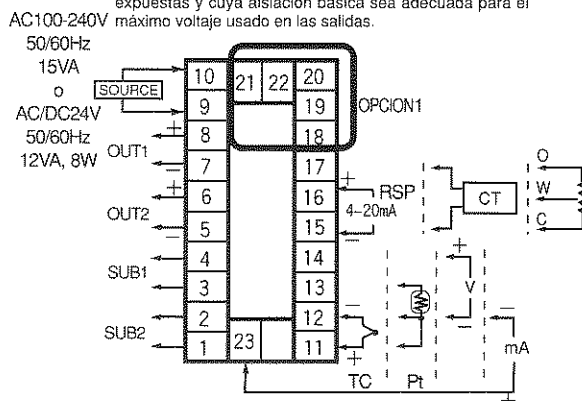 expuestas y cuya aislación básica sea adecuada para el
máximo voltaje usado en las salidas.
AC100-240V
50/60Hz
15VA
o
AC/DC24V
50/60Hz
12VA, 8W
SOURCE
OUT1
+
−
OUT2
+
−
SUB1
SUB2
10
9
8
7
6
5
4
3
2
1
21
22
23
20
19
18
17
16
15
14
13
12
11
OPCION1
+
RSP
4-20mA
−
CT
O
W
C
−
+
TC
Pt
+
V
−
−
mA
+